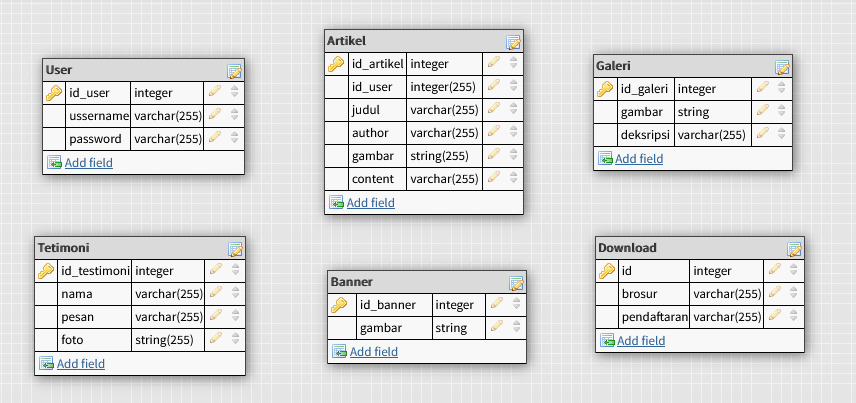 User
id_user integer
ussername varchar(255)
password varchar(255)
Add field
Artikel
id_artikel integer
id_user integer(255)
judul varchar(255)
author varchar(255)
gambar string(255)
content varchar(255)
Add field
Galeri
id_galeri integer
gambar string
deksripsi varchar(255)
Add field
Tetimoni
id_testimoni integer
nama varchar(255)
pesan varchar(255)
foto string(255)
Add field
Banner
id_banner integer
gambar string
Add field
Download
id integer
brosur varchar(255)
pendaftaran varchar(255)
Add field